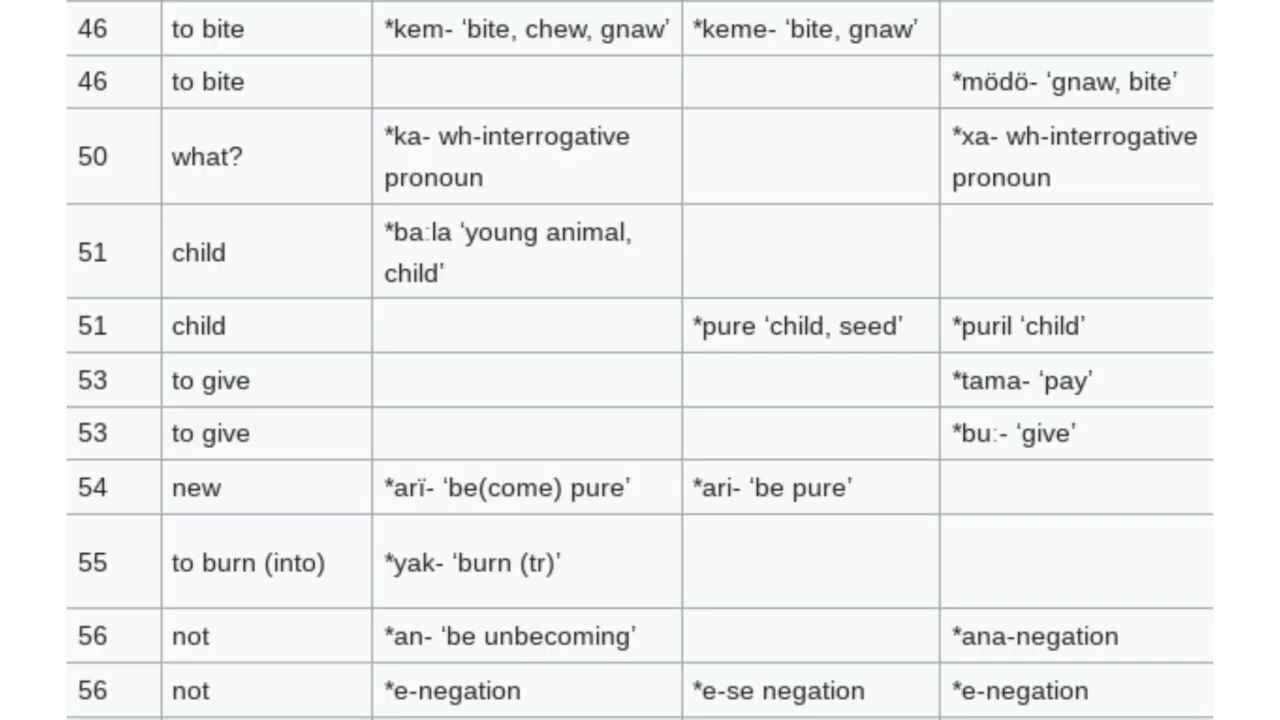 46 to bite *kem- ‘bite, chew, gnaw’ *keme- ‘bite, gnaw’
46 to bite *mödö- ‘gnaw, bite’
50 what? *ka- wh-interrogative pronoun *xa- wh-interrogative pronoun
51 child *baːla ‘young animal, child’
51 child *pure ‘child, seed’ *puril ‘child’
53 to give *tama- ‘pay’
53 to give *buː- ‘give’
54 new *arï- ‘be(come) pure’ *ari- ‘be pure’
55 to burn (into) *yak- ‘burn (tr)’
56 not *an- ‘be unbecoming’ *ana-negation
56 not *e-negation *e-se negation *e-negation